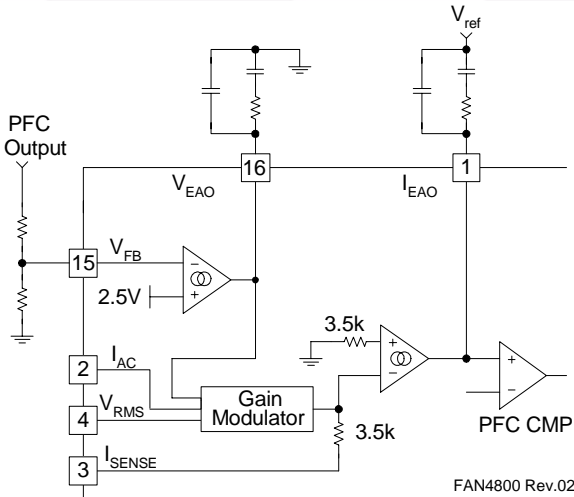 V_ref
PFC
Output
16
1
V_EAO
I_EAO
15
V_FB
−
+
2.5V
2
I_AC
4
V_RMS
3
I_SENSE
Gain
Modulator
3.5k
+
−
3.5k
+
−
PFC CMP
FAN4800 Rev.02